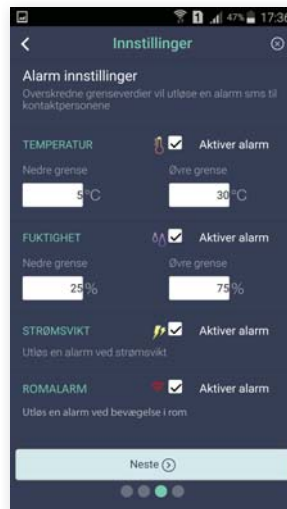 1 47% 17:36
Innstillinger
Alarm innstillinger
Overskredne grenseverdier vil utløse en alarm sms til
kontaktpersonene
TEMPERATUR Aktiver alarm
Nedre grense Øvre grense
5 °C 30 °C
FUKTIGHET Aktiver alarm
Nedre grense Øvre grense
25 % 75 %
STRØMSVIKT Aktiver alarm
Utløs en alarm ved strømsvikt
ROMALARM Aktiver alarm
Utløs en alarm ved bevægelse i rom
Neste